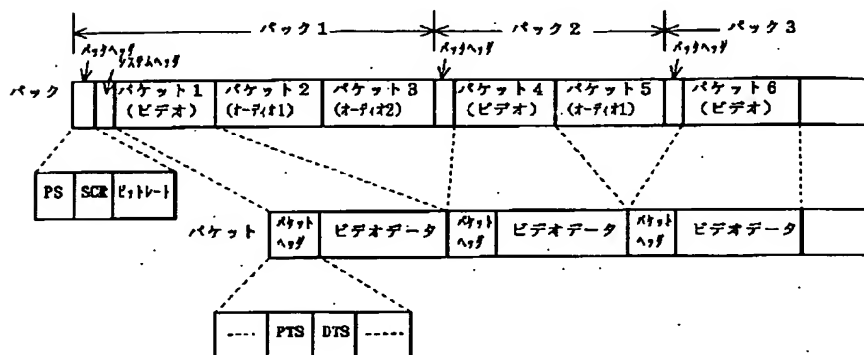 パック1 パック2 パック3
パックヘッダ
システムヘッダ
パックヘッダ
パックヘッダ
パック
パケット1 パケット2 パケット3 パケット4 パケット5 パケット6
(ビデオ) (オーディオ1) (オーディオ2) (ビデオ) (オーディオ1) (ビデオ)
PS SCR ビットレート
パケット
パケットヘッダ ビデオデータ パケットヘッダ ビデオデータ パケットヘッダ ビデオデータ
---- PTS DTS -----